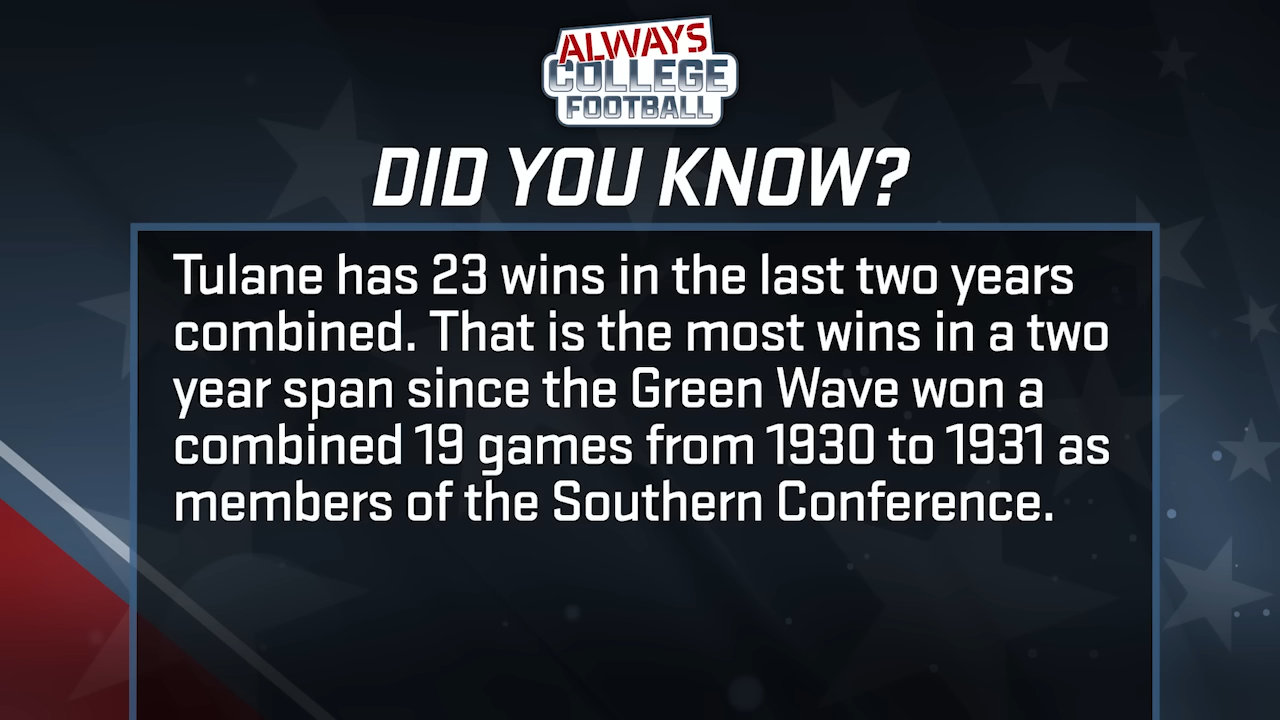 ALWAYS
COLLEGE
FOOTBALL
DID YOU KNOW?
Tulane has 23 wins in the last two years
combined. That is the most wins in a two
year span since the Green Wave won a
combined 19 games from 1930 to 1931 as
members of the Southern Conference.